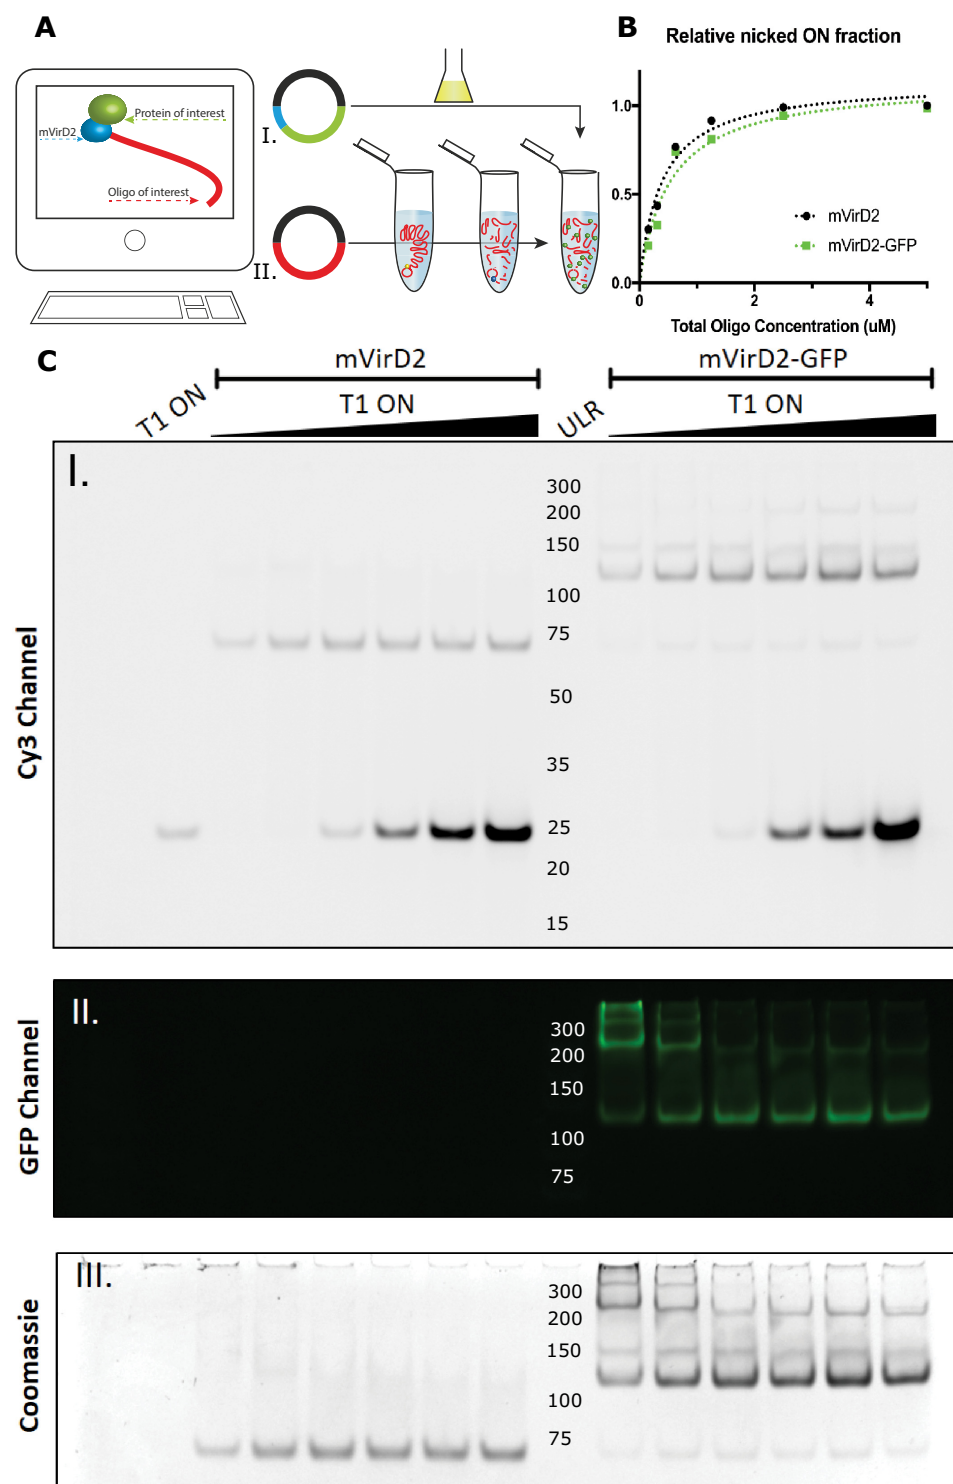 A
mVirD2
Protein of interest
Oligo of interest
I.
II.
B
Relative nicked ON fraction
1.0
0.5
0.0
0
2
4
mVirD2
mVirD2-GFP
Total Oligo Concentration (uM)
C
mVirD2
mVirD2-GFP
T1 ON
T1 ON
ULR
T1 ON
I.
Cy3 Channel
300
200
150
100
75
50
35
25
20
15
II.
GFP Channel
300
200
150
100
75
III.
Coomassie
300
200
150
100
75